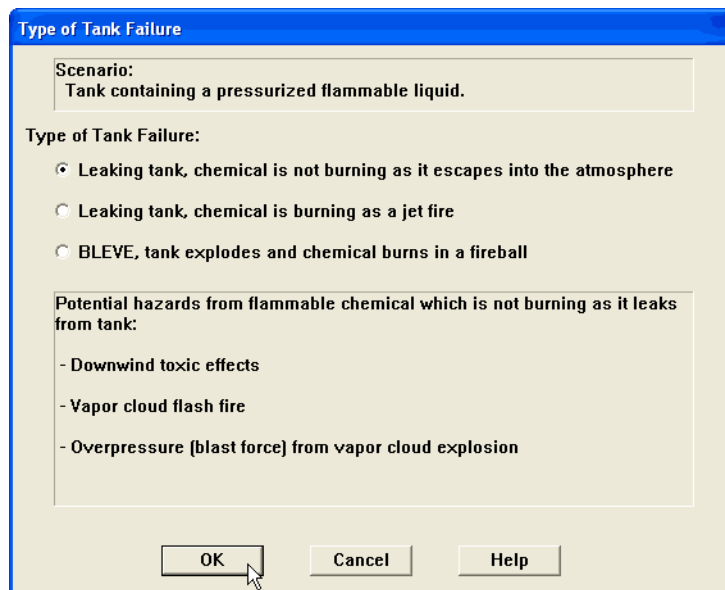 Type of Tank Failure
Scenario:
Tank containing a pressurized flammable liquid.
Type of Tank Failure:
Leaking tank, chemical is not burning as it escapes into the atmosphere
Leaking tank, chemical is burning as a jet fire
BLEVE, tank explodes and chemical burns in a fireball
Potential hazards from flammable chemical which is not burning as it leaks
from tank:
- Downwind toxic effects
- Vapor cloud flash fire
- Overpressure (blast force) from vapor cloud explosion
OK Cancel Help